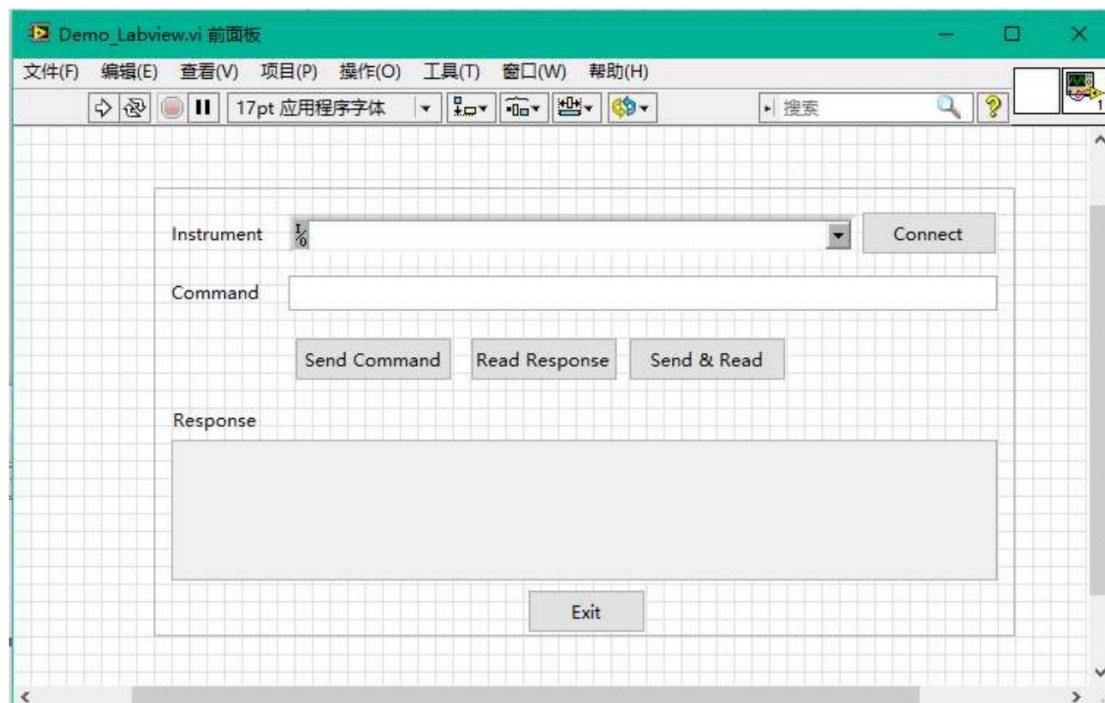 Demo_Labview.vi 前面板
文件(F) 编辑(E) 查看(V) 项目(P) 操作(O) 工具(T) 窗口(W) 帮助(H)
17pt 应用程序字体 搜索 ?
1
Instrument I/O Connect
Command
Send Command Read Response Send & Read
Response
Exit